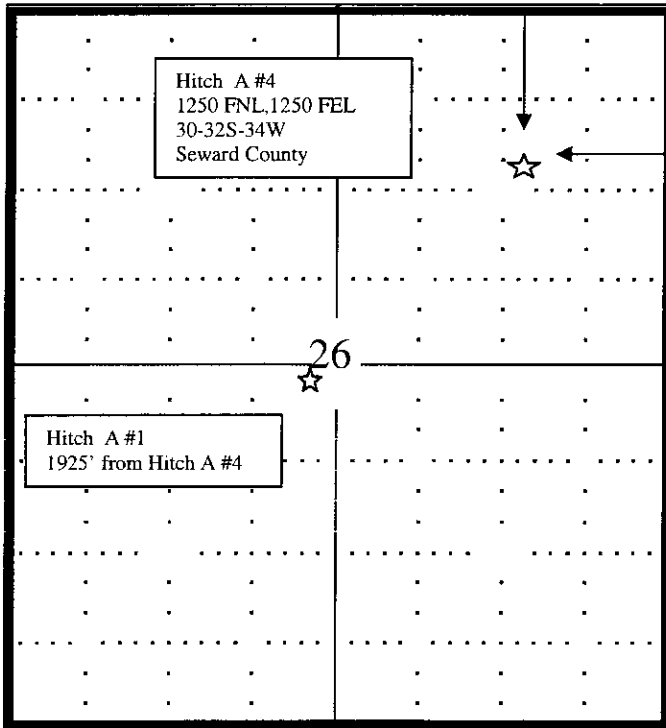 Hitch A #4
1250 FNL,1250 FEL
30-32S-34W
Seward County
26
Hitch A #1
1925' from Hitch A #4